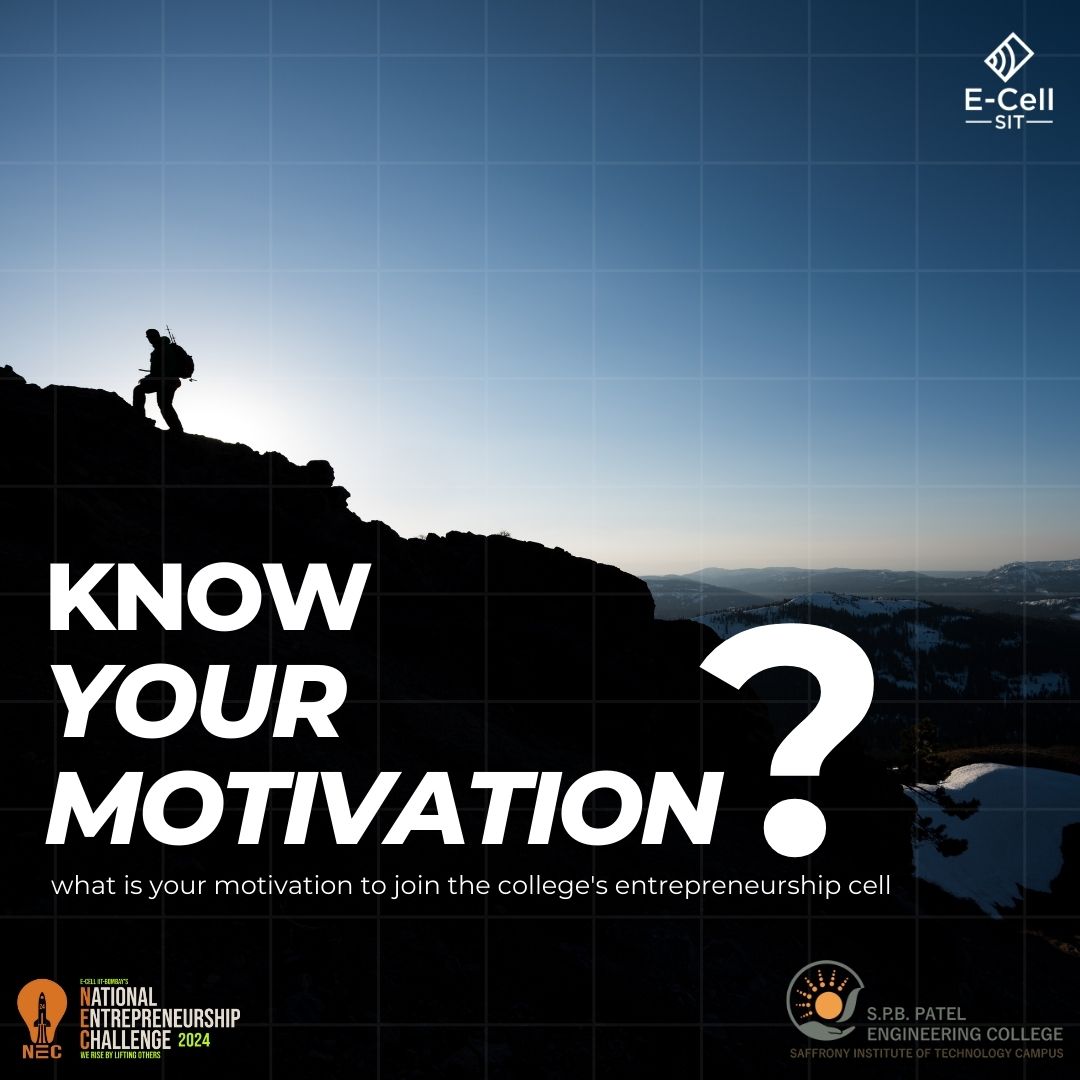 E-Cell
SIT
KNOW
YOUR
MOTIVATION?
what is your motivation to join the college's entrepreneurship cell
NEC
E-CELL IIT-BOMBAY'S
NATIONAL
ENTREPRENEURSHIP
CHALLENGE 2024
WE RISE BY LIFTING OTHERS
S.P.B. PATEL
ENGINEERING COLLEGE
SAFFRONY INSTITUTE OF TECHNOLOGY CAMPUS